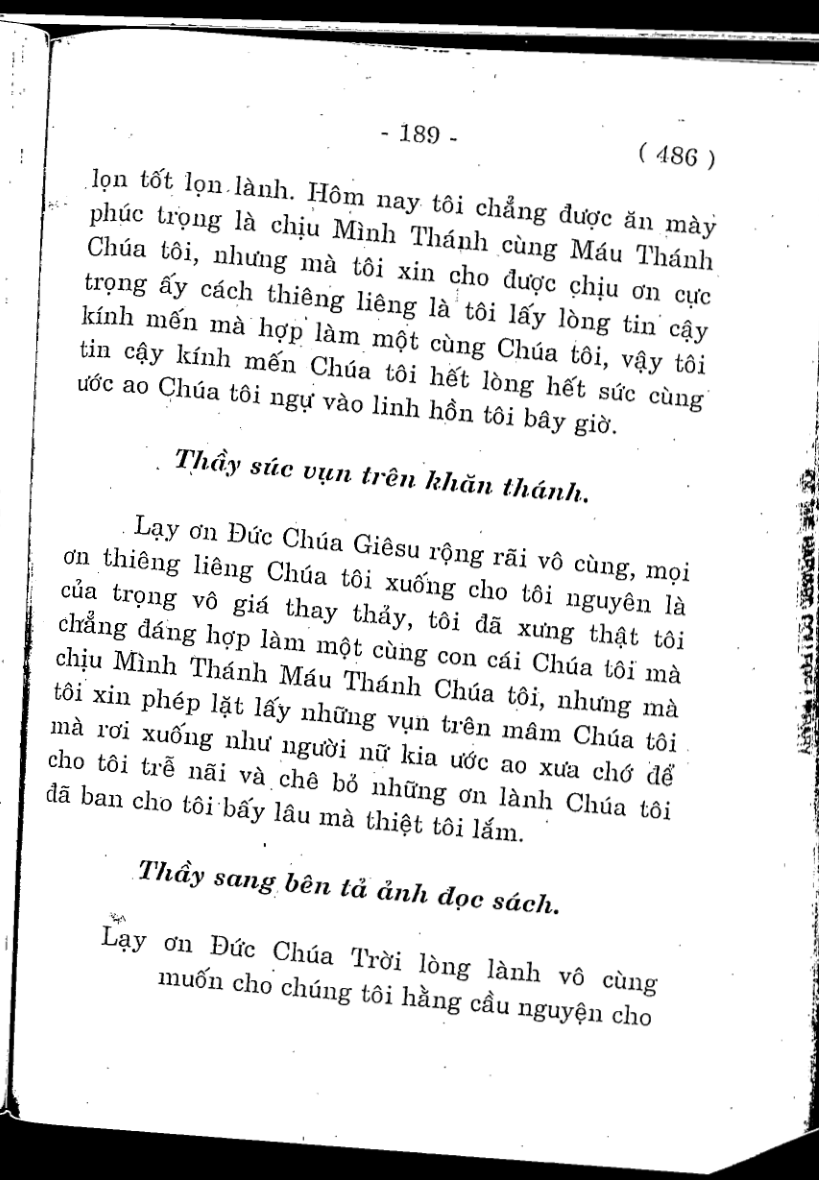 - 189 -
( 486 )
lọn tốt lọn lành. Hôm nay tôi chẳng được ăn mày
phúc trọng là chịu Mình Thánh cùng Máu Thánh
Chúa tôi, nhưng mà tôi xin cho được chịu ơn cực
trọng ấy cách thiêng liêng là tôi lấy lòng tin cậy
kính mến mà hợp làm một cùng Chúa tôi, vậy tôi
tin cậy kính mến Chúa tôi hết lòng hết sức cùng
ước ao Chúa tôi ngự vào linh hồn tôi bây giờ.
Thầy súc vụn trên khăn thánh.
Lạy ơn Đức Chúa Giêsu rộng rãi vô cùng, mọi
ơn thiêng liêng Chúa tôi xuống cho tôi nguyên là
của trọng vô giá thay thảy, tôi đã xưng thật tôi
chẳng đáng hợp làm một cùng con cái Chúa tôi mà
chịu Mình Thánh Máu Thánh Chúa tôi, nhưng mà
tôi xin phép lặt lấy những vụn trên mâm Chúa tôi
mà rơi xuống như người nữ kia ước ao xưa chớ để
cho tôi trễ nãi và chê bỏ những ơn lành Chúa tôi
đã ban cho tôi bấy lâu mà thiệt tôi lắm.
Thầy sang bên tả ảnh đọc sách.
Lạy ơn Đức Chúa Trời lòng lành vô cùng
muốn cho chúng tôi hằng cầu nguyện cho